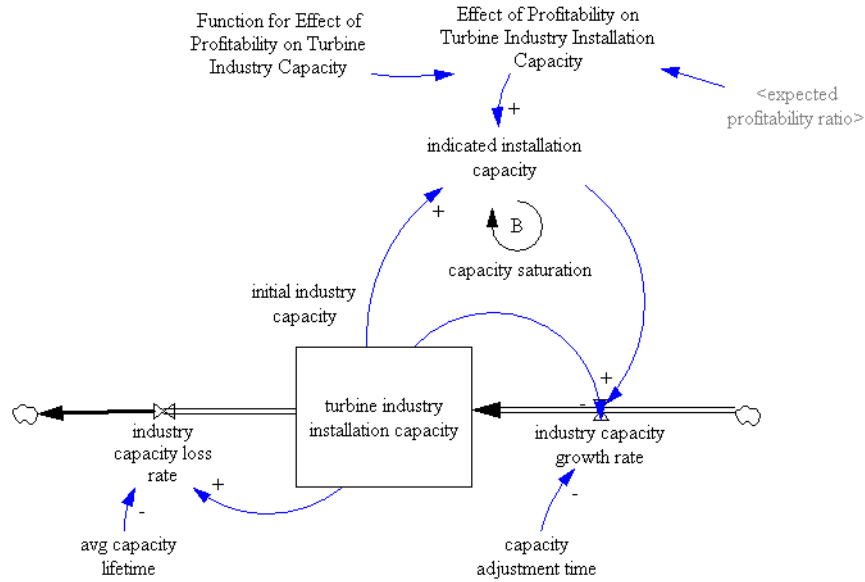 Function for Effect of
Profitability on Turbine
Industry Capacity
Effect of Profitability on
Turbine Industry Installation
Capacity
<expected
profitability ratio>
+
indicated installation
capacity
+
B
capacity saturation
initial industry
capacity
+
-
turbine industry
installation capacity
industry
capacity loss
rate
industry capacity
growth rate
+
-
-
avg capacity
lifetime
capacity
adjustment time